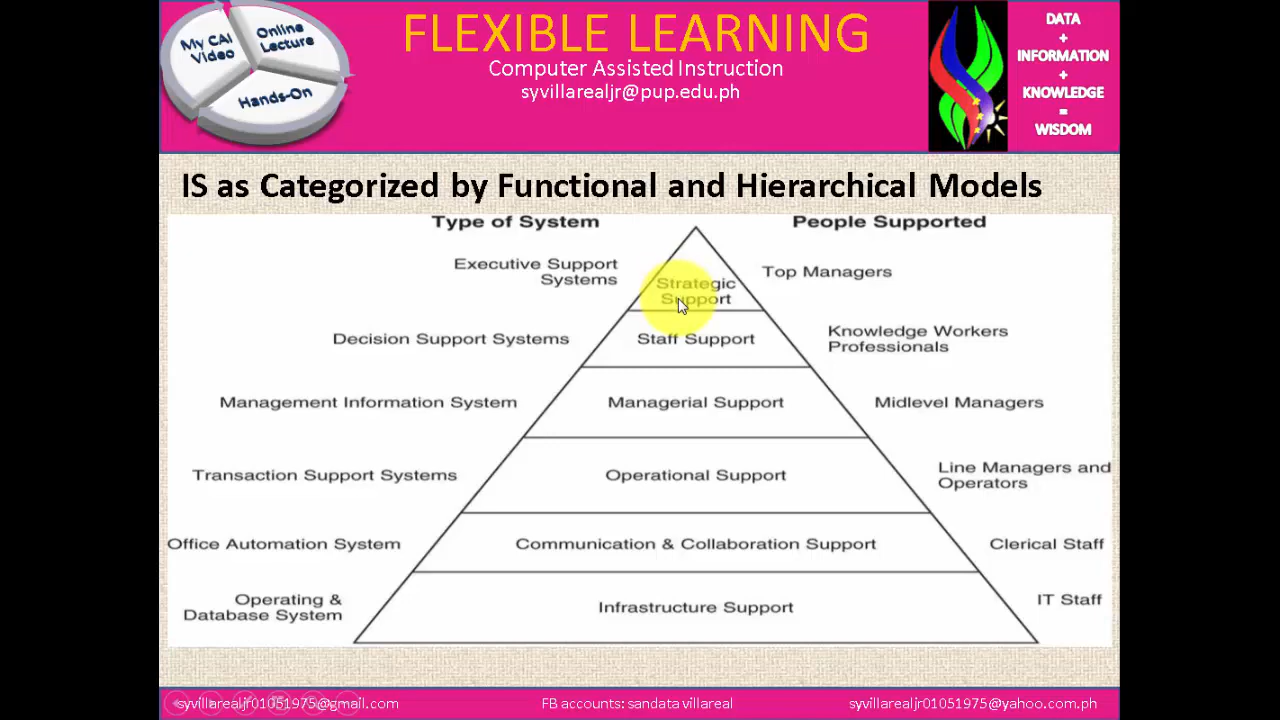 My CAI
Video
Online
Lecture
Hands-On
FLEXIBLE LEARNING
Computer Assisted Instruction
syvillarealjr@pup.edu.ph
DATA
+
INFORMATION
+
KNOWLEDGE
=
WISDOM
IS as Categorized by Functional and Hierarchical Models
Type of System
People Supported
Executive Support
Systems
Strategic
Support
Top Managers
Decision Support Systems
Staff Support
Knowledge Workers
Professionals
Management Information System
Managerial Support
Midlevel Managers
Transaction Support Systems
Operational Support
Line Managers and
Operators
Office Automation System
Communication & Collaboration Support
Clerical Staff
Operating &
Database System
Infrastructure Support
IT Staff
syvillarealjr01051975@gmail.com
FB accounts: sandata villareal
syvillarealjr01051975@yahoo.com.ph